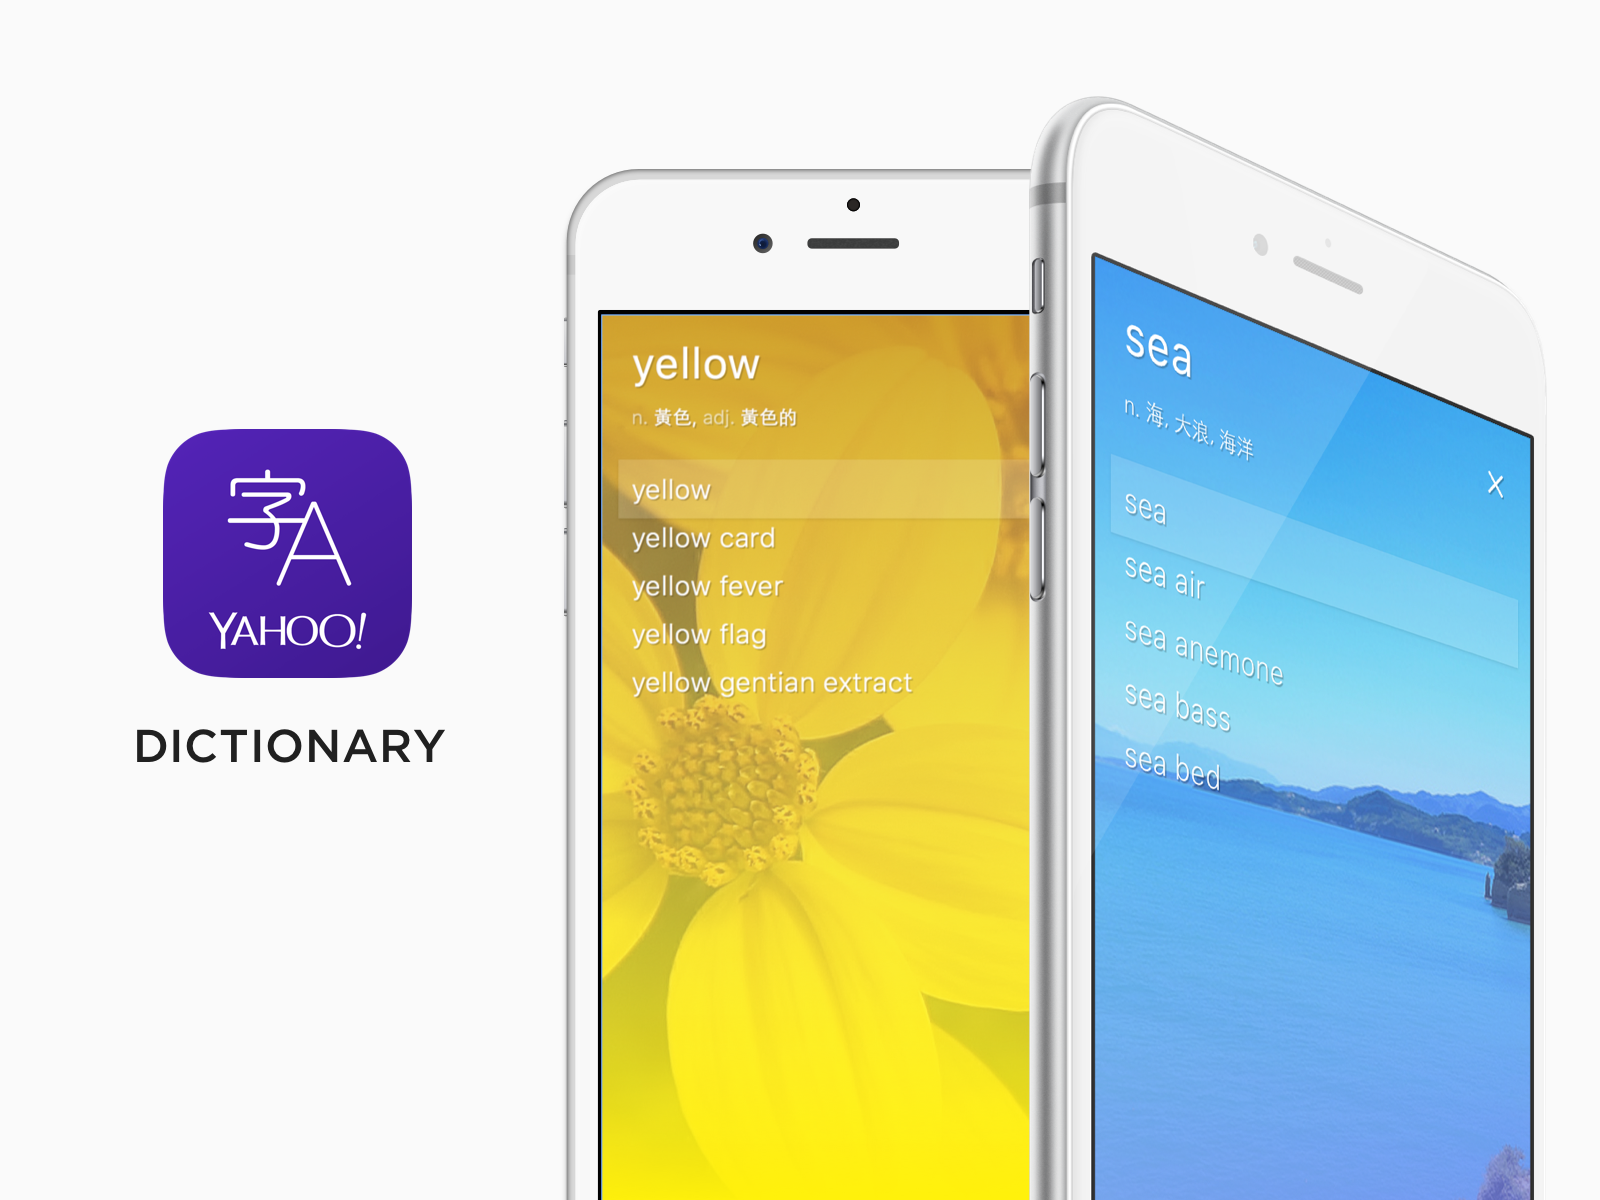 字A
YAHOO!
DICTIONARY
yellow
n. 黃色, adj. 黃色的
yellow
yellow card
yellow fever
yellow flag
yellow gentian extract
sea
n. 海, 大浪, 海洋
X
sea
sea air
sea anemone
sea bass
sea bed